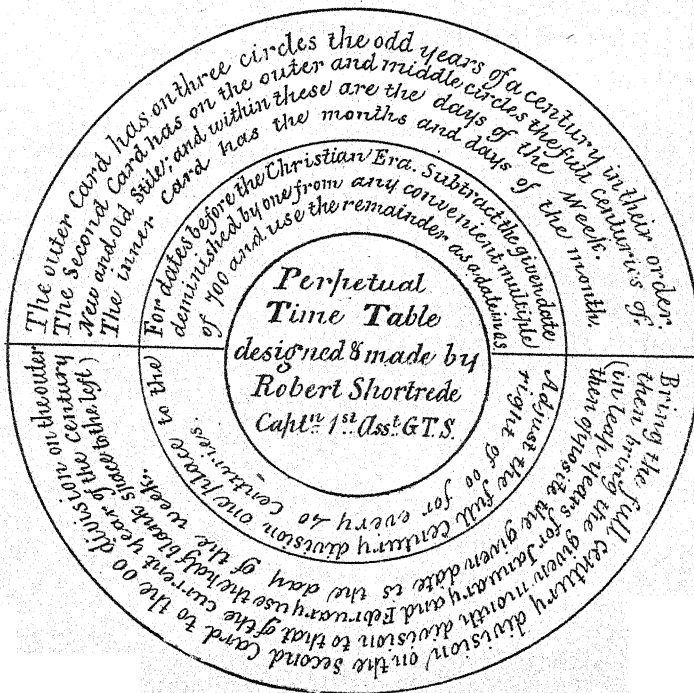 The outer Card has on three circles the odd years of a century in their order
The Second Card has on the outer and middle circles the full centuries of:
New and Old Stile; and within these are the days of the Week.
The inner Card has the months and days of the month.
For dates before the Christian Era. Subtract the given date
deminished by one from any convenient multiple
of 700 and use the remainder as a date in
Perpetual
Time Table
designed & made by
Robert Shortrede
Captn. 1st. Asst. G.T.S.
Adjust the full century division one place to the
right of 00 for every 40 centuries
Bring the full century division on the Second Card to the 00 division on the outer
then bring the given month division to that of the current year of the century
(in leap years for January and February use the blank space to the left)
then opposite the given date is the day of the week.